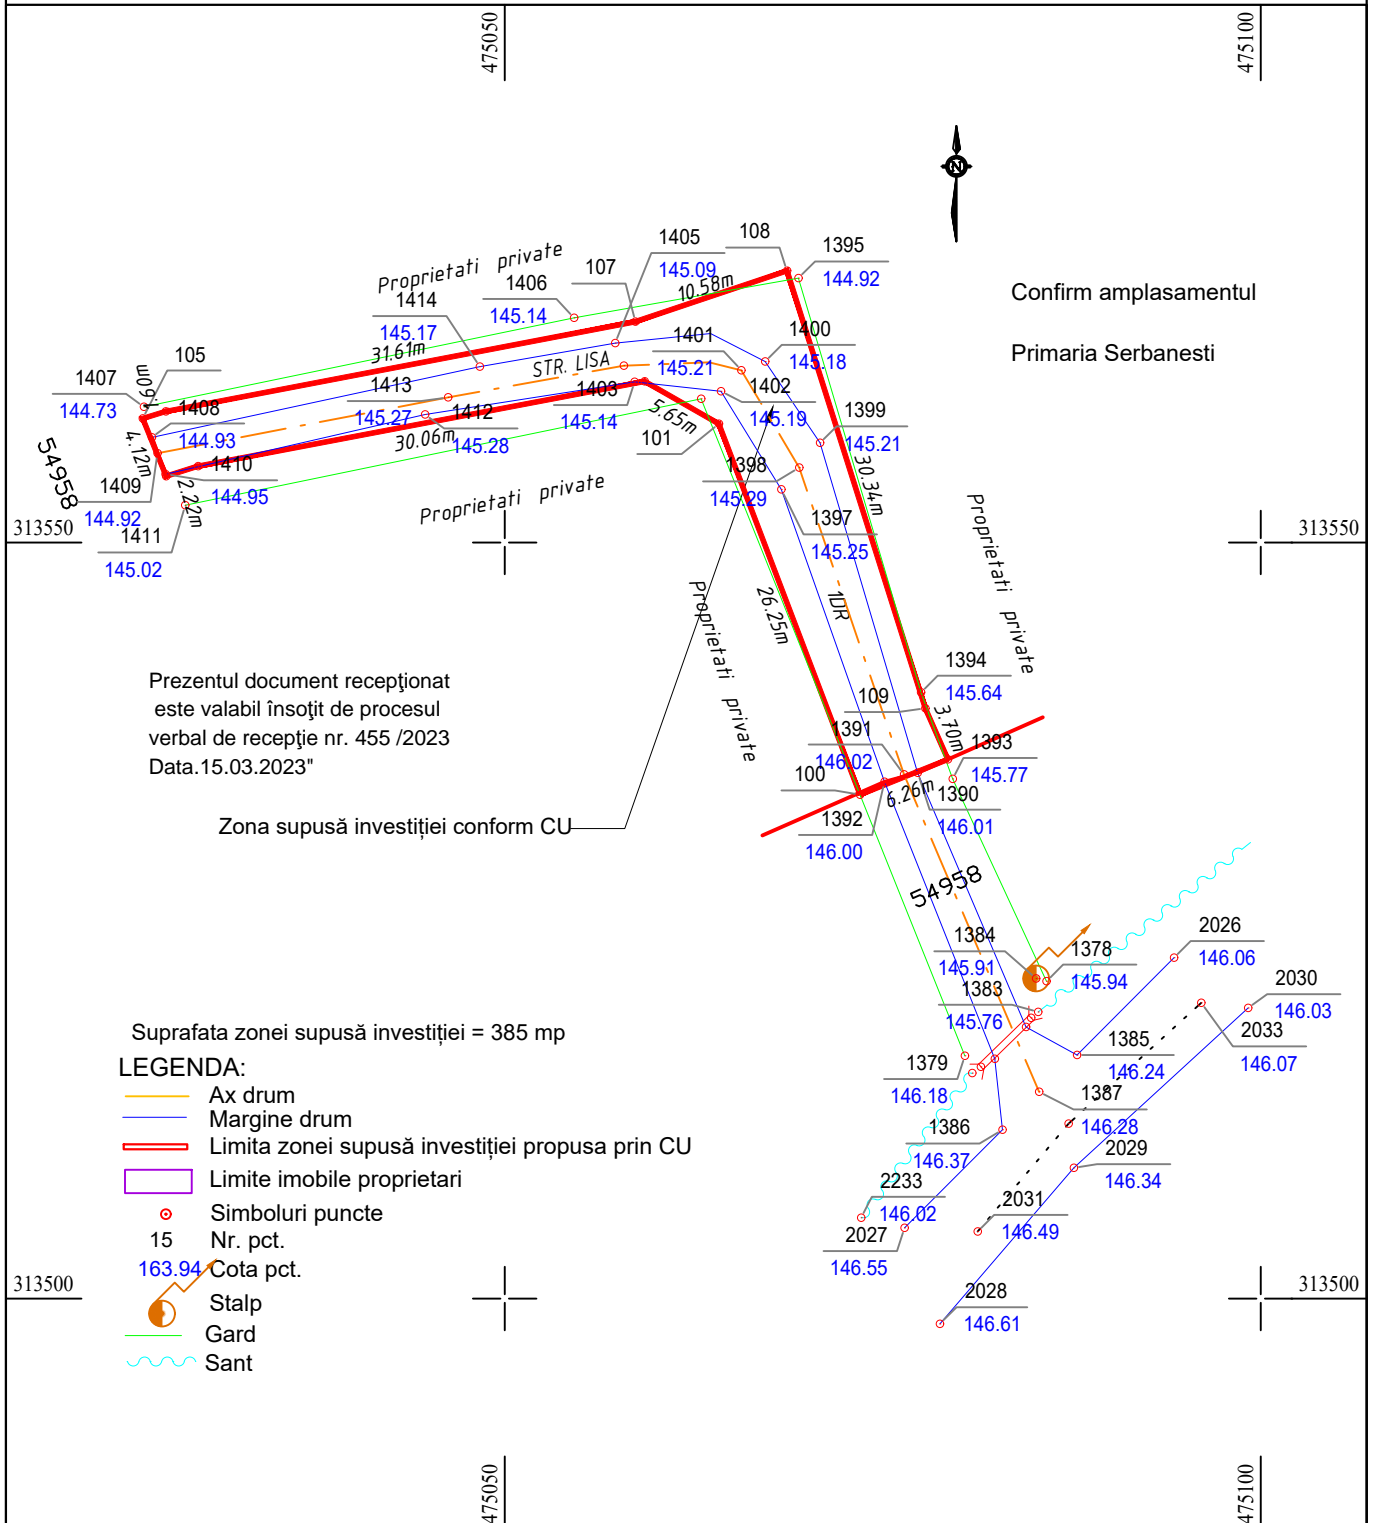 475050
475100
108
1395
144.92
1405
145.09
107
10.58m
Proprietati private
1406
145.14
1414
145.17
Confirm amplasamentul
Primaria Serbanesti
31.61m
STR. LISA
1401
145.21
1400
145.18
105
1407
144.73
1408
144.93
1413
145.27
1403
145.14
1402
145.19
1412
145.28
5.65m
1399
145.21
30.06m
101
4.12m
54958
1410
144.95
1409
144.92
2.22m
1398
145.29
30.34m
Proprietati private
313550
1411
145.02
1397
145.25
313550
Proprietati private
Proprietati private
26.25m
1DR
Prezentul document recepţionat
este valabil însoţit de procesul
verbal de recepţie nr. 455 /2023
Data.15.03.2023"
1394
145.64
109
3.70m
1391
146.02
1393
145.77
100
6.26m
1390
146.01
1392
146.00
Zona supusă investiției conform CU
54958
1384
145.91
1378
145.94
2026
146.06
1383
145.76
2030
146.03
Suprafata zonei supusă investiției = 385 mp
2033
146.07
1385
146.24
1379
146.18
LEGENDA:
Ax drum
Margine drum
Limita zonei supusă investiției propusa prin CU
Limite imobile proprietari
Simboluri puncte
15 Nr. pct.
163.94 Cota pct.
Stalp
Gard
Sant
1387
146.28
1386
146.37
2029
146.34
2233
146.02
2031
146.49
2027
146.55
313500
313500
2028
146.61
475050
475100